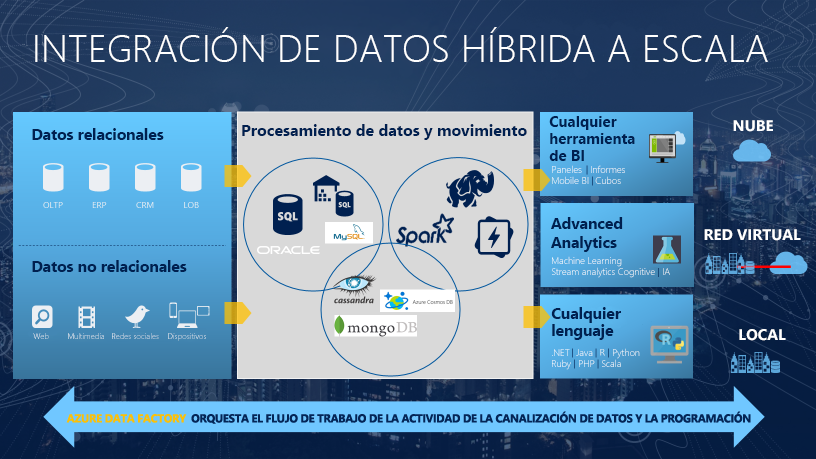 INTEGRACIÓN DE DATOS HÍBRIDA A ESCALA
Datos relacionales
OLTP
ERP
CRM
LOB
Datos no relacionales
Web
Multimedia
Redes sociales
Dispositivos
Procesamiento de datos y movimiento
SQL
SQL
ORACLE
MySQL
Spark
cassandra
Azure Cosmos DB
mongoDB
Cualquier
herramienta
de BI
Paneles | Informes
Mobile BI | Cubos
Advanced
Analytics
Machine Learning
Stream analytics Cognitive | IA
Cualquier
lenguaje
.NET | Java | R | Python
Ruby | PHP | Scala
R
NUBE
RED VIRTUAL
LOCAL
AZURE DATA FACTORY ORQUESTA EL FLUJO DE TRABAJO DE LA ACTIVIDAD DE LA CANALIZACIÓN DE DATOS Y LA PROGRAMACIÓN